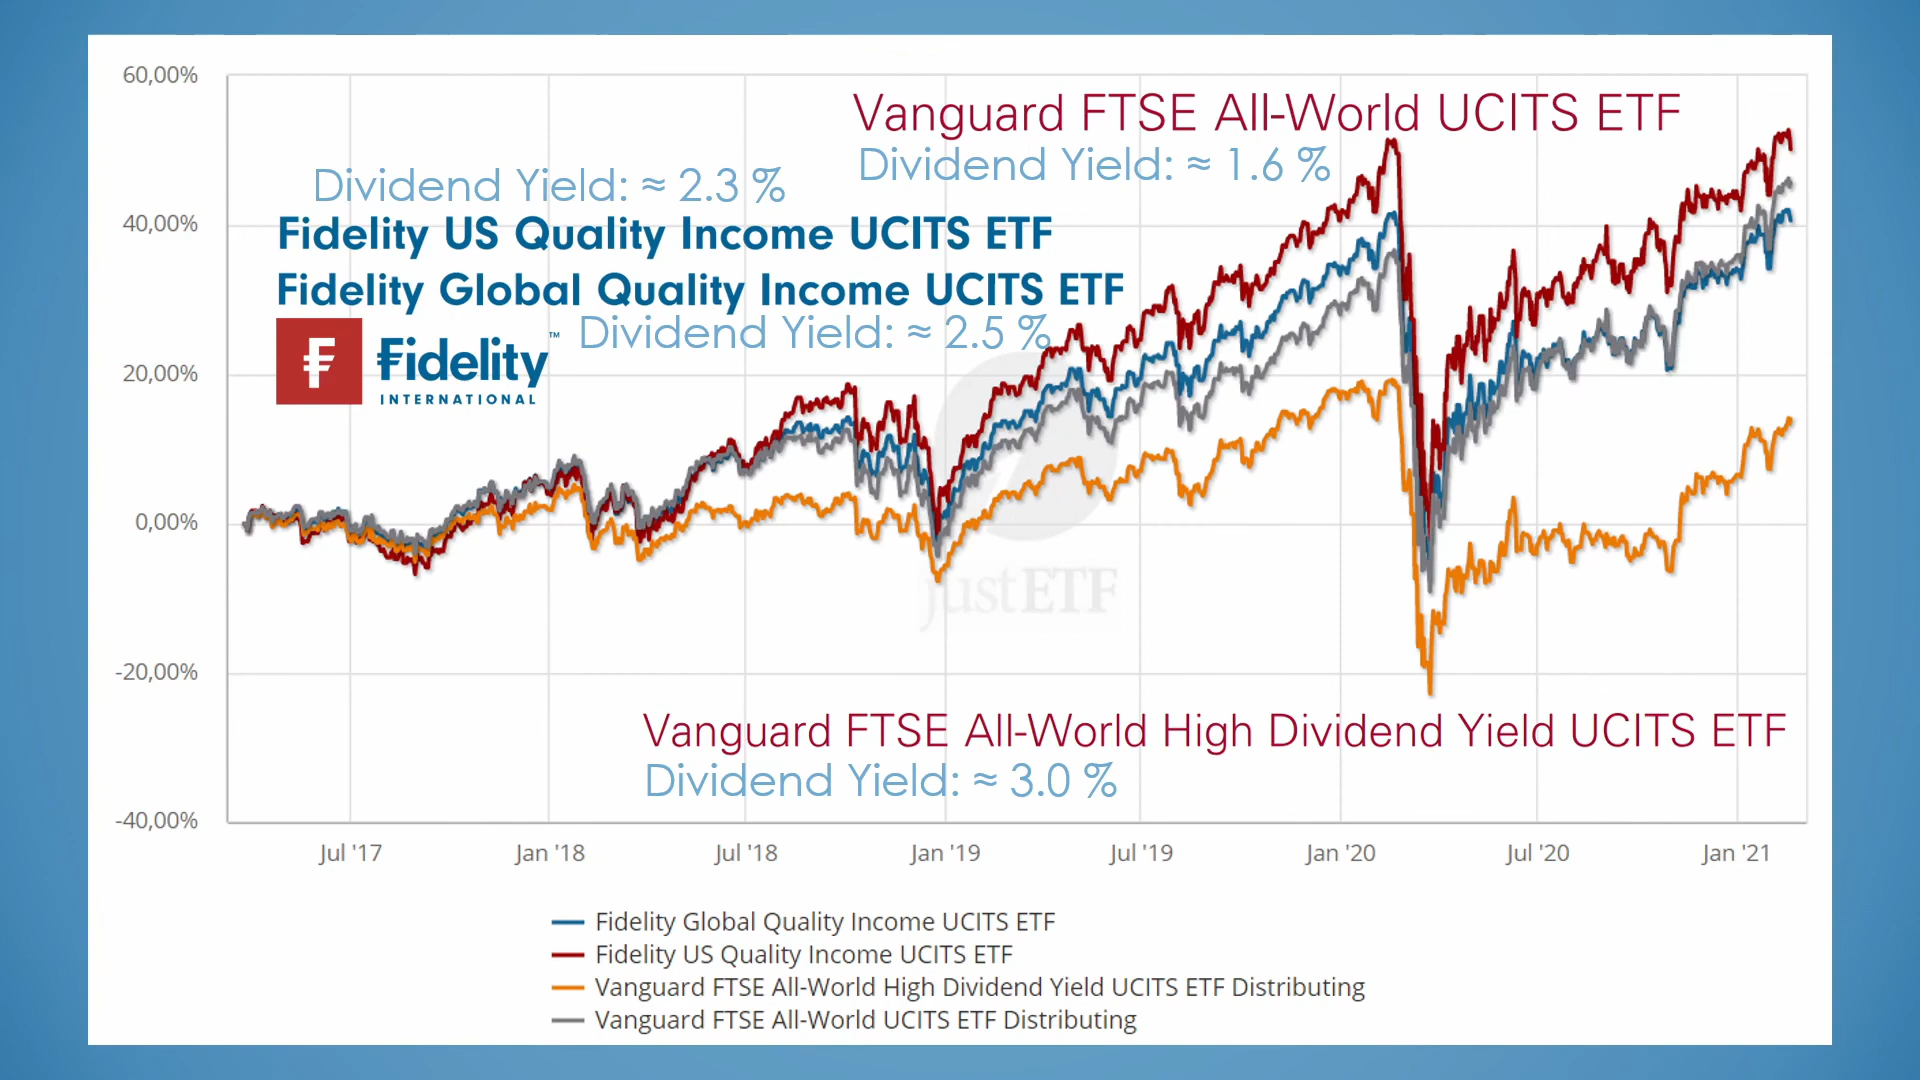 60,00%
40,00%
20,00%
0,00%
-20,00%
-40,00%
Vanguard FTSE All-World UCITS ETF
Dividend Yield: ≈ 1.6 %
Dividend Yield: ≈ 2.3 %
Fidelity US Quality Income UCITS ETF
Fidelity Global Quality Income UCITS ETF
Dividend Yield: ≈ 2.5 %
Fidelity ™
INTERNATIONAL
justETF
Vanguard FTSE All-World High Dividend Yield UCITS ETF
Dividend Yield: ≈ 3.0 %
Jul '17 Jan '18 Jul '18 Jan '19 Jul '19 Jan '20 Jul '20 Jan '21
Fidelity Global Quality Income UCITS ETF
Fidelity US Quality Income UCITS ETF
Vanguard FTSE All-World High Dividend Yield UCITS ETF Distributing
Vanguard FTSE All-World UCITS ETF Distributing